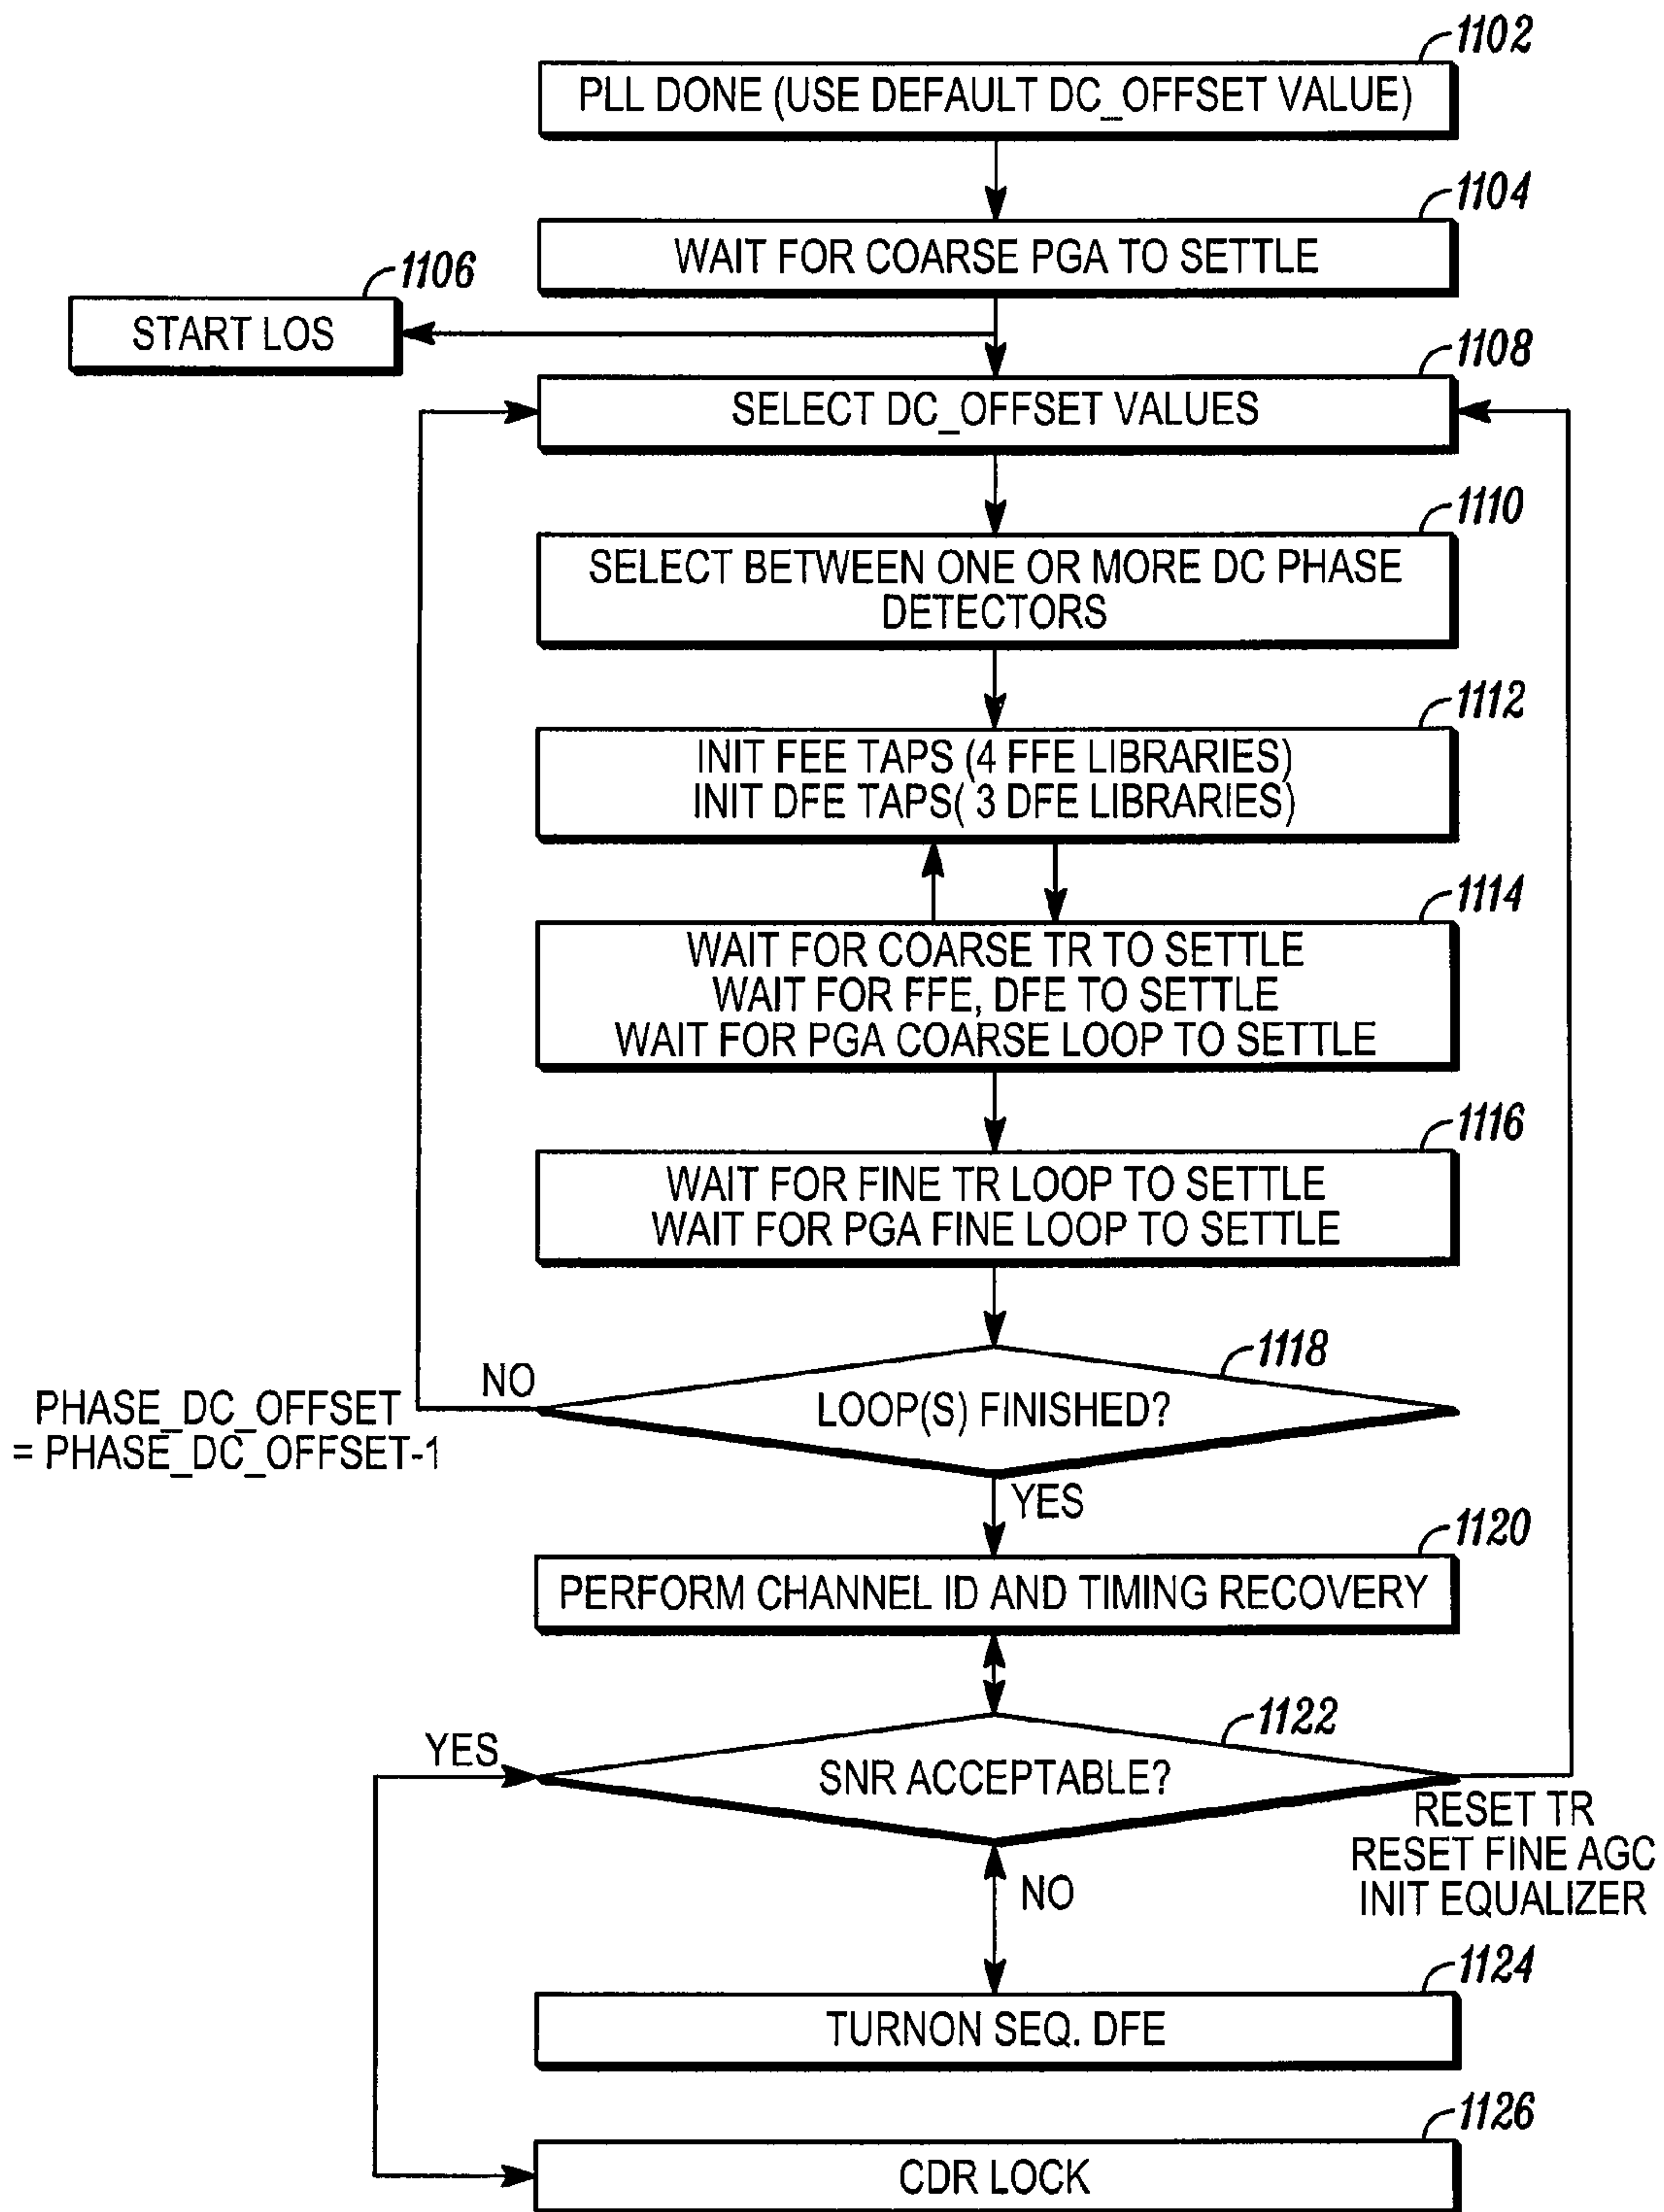 1102
PLL DONE (USE DEFAULT DC_OFFSET VALUE)
1104
WAIT FOR COARSE PGA TO SETTLE
1106
START LOS
1108
SELECT DC_OFFSET VALUES
1110
SELECT BETWEEN ONE OR MORE DC PHASE
DETECTORS
1112
INIT FEE TAPS (4 FFE LIBRARIES)
INIT DFE TAPS( 3 DFE LIBRARIES)
1114
WAIT FOR COARSE TR TO SETTLE
WAIT FOR FFE, DFE TO SETTLE
WAIT FOR PGA COARSE LOOP TO SETTLE
1116
WAIT FOR FINE TR LOOP TO SETTLE
WAIT FOR PGA FINE LOOP TO SETTLE
1118
NO
LOOP(S) FINISHED?
PHASE_DC_OFFSET
= PHASE_DC_OFFSET-1
YES
1120
PERFORM CHANNEL ID AND TIMING RECOVERY
1122
YES
SNR ACCEPTABLE?
RESET TR
RESET FINE AGC
INIT EQUALIZER
NO
1124
TURNON SEQ. DFE
1126
CDR LOCK